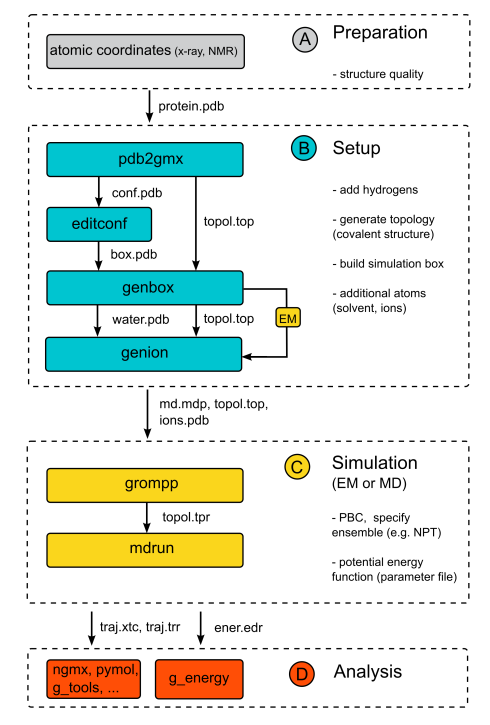 atomic coordinates (x-ray, NMR)
A
Preparation
- structure quality
protein.pdb
pdb2gmx
conf.pdb
topol.top
editconf
box.pdb
genbox
water.pdb
topol.top
EM
genion
B
Setup
- add hydrogens
- generate topology
(covalent structure)
- build simulation box
- additional atoms
(solvent, ions)
md.mdp, topol.top,
ions.pdb
grompp
topol.tpr
mdrun
C
Simulation
(EM or MD)
- PBC, specify
ensemble (e.g. NPT)
- potential energy
function (parameter file)
traj.xtc, traj.trr
ener.edr
ngmx, pymol,
g_tools, ...
g_energy
D
Analysis